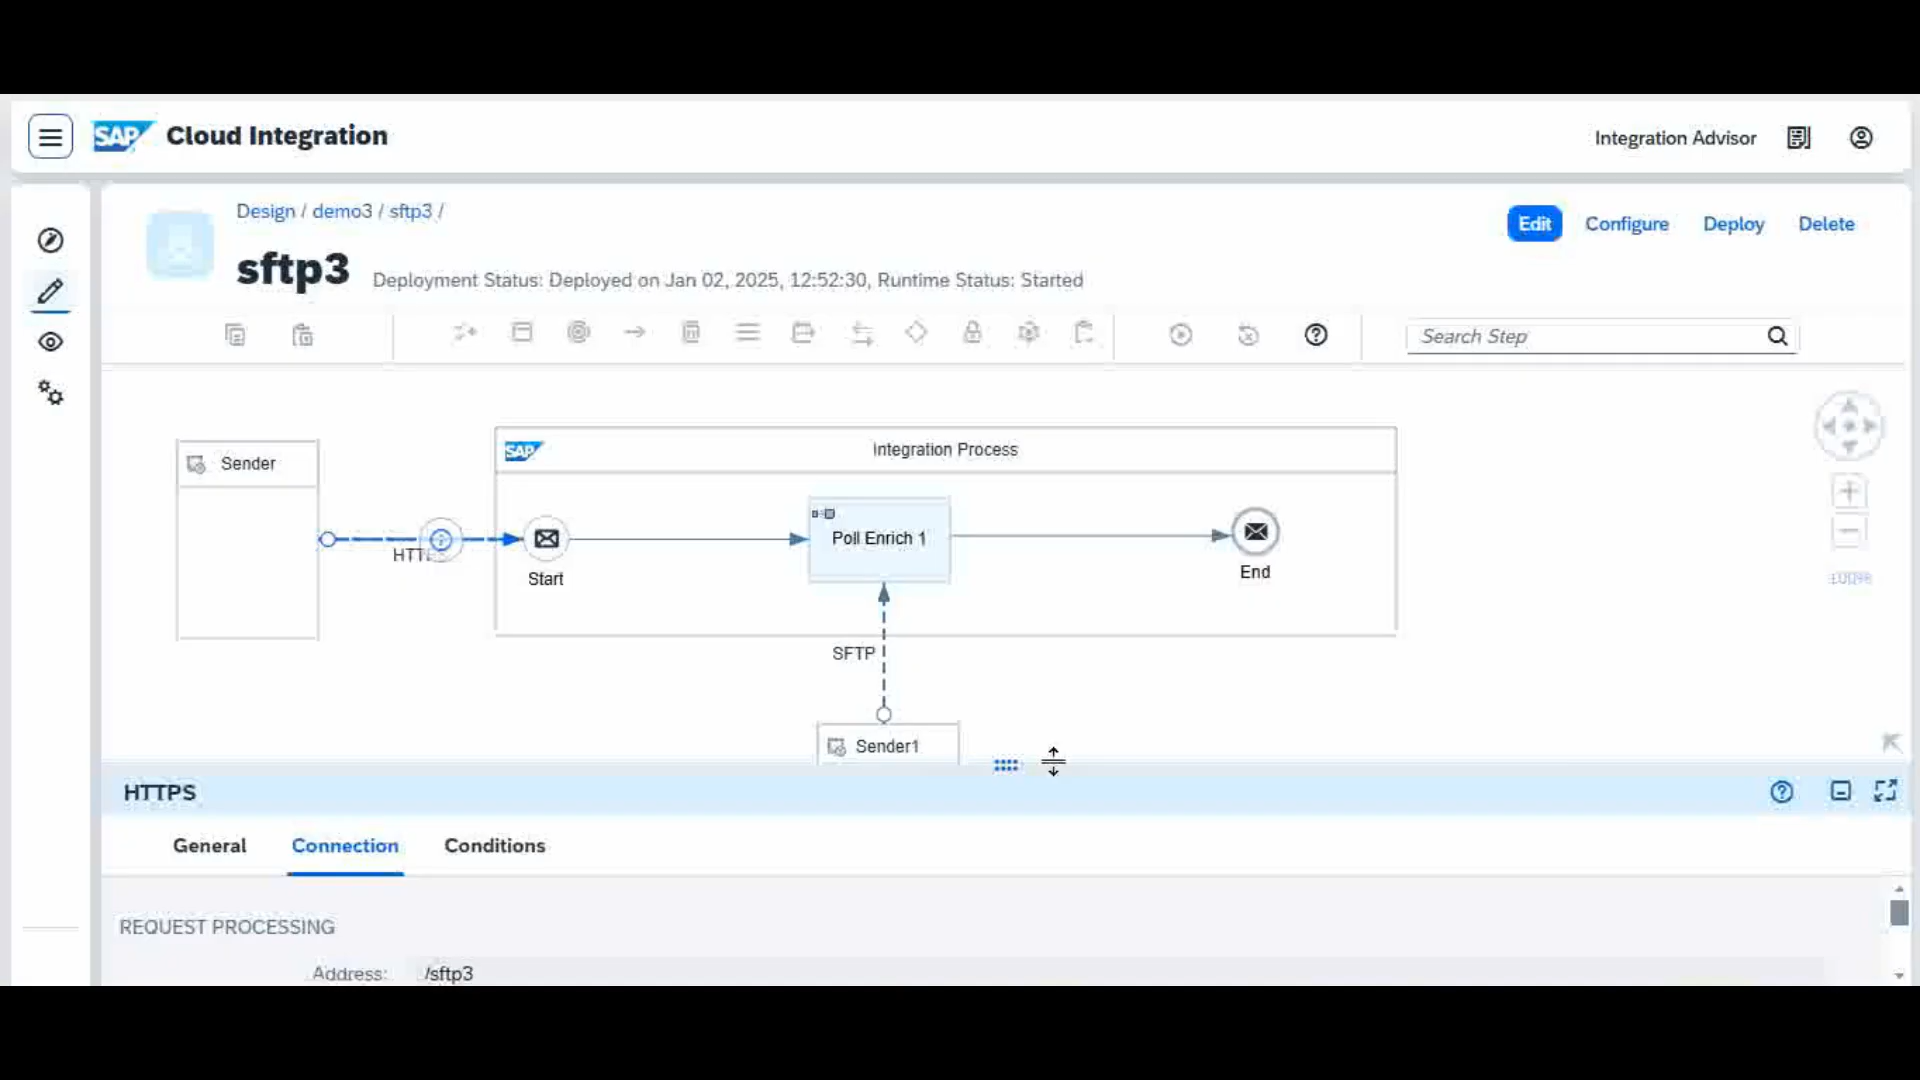 SAP Cloud Integration
Integration Advisor
Design / demo3 / sftp3 /
Edit Configure Deploy Delete
sftp3 Deployment Status: Deployed on Jan 02, 2025, 12:52:30, Runtime Status: Started
Search Step
Sender
SAP Integration Process
HTT
Poll Enrich 1
Start
End
SFTP
Sender1
HTTPS
General Connection Conditions
REQUEST PROCESSING
Address: /sftp3